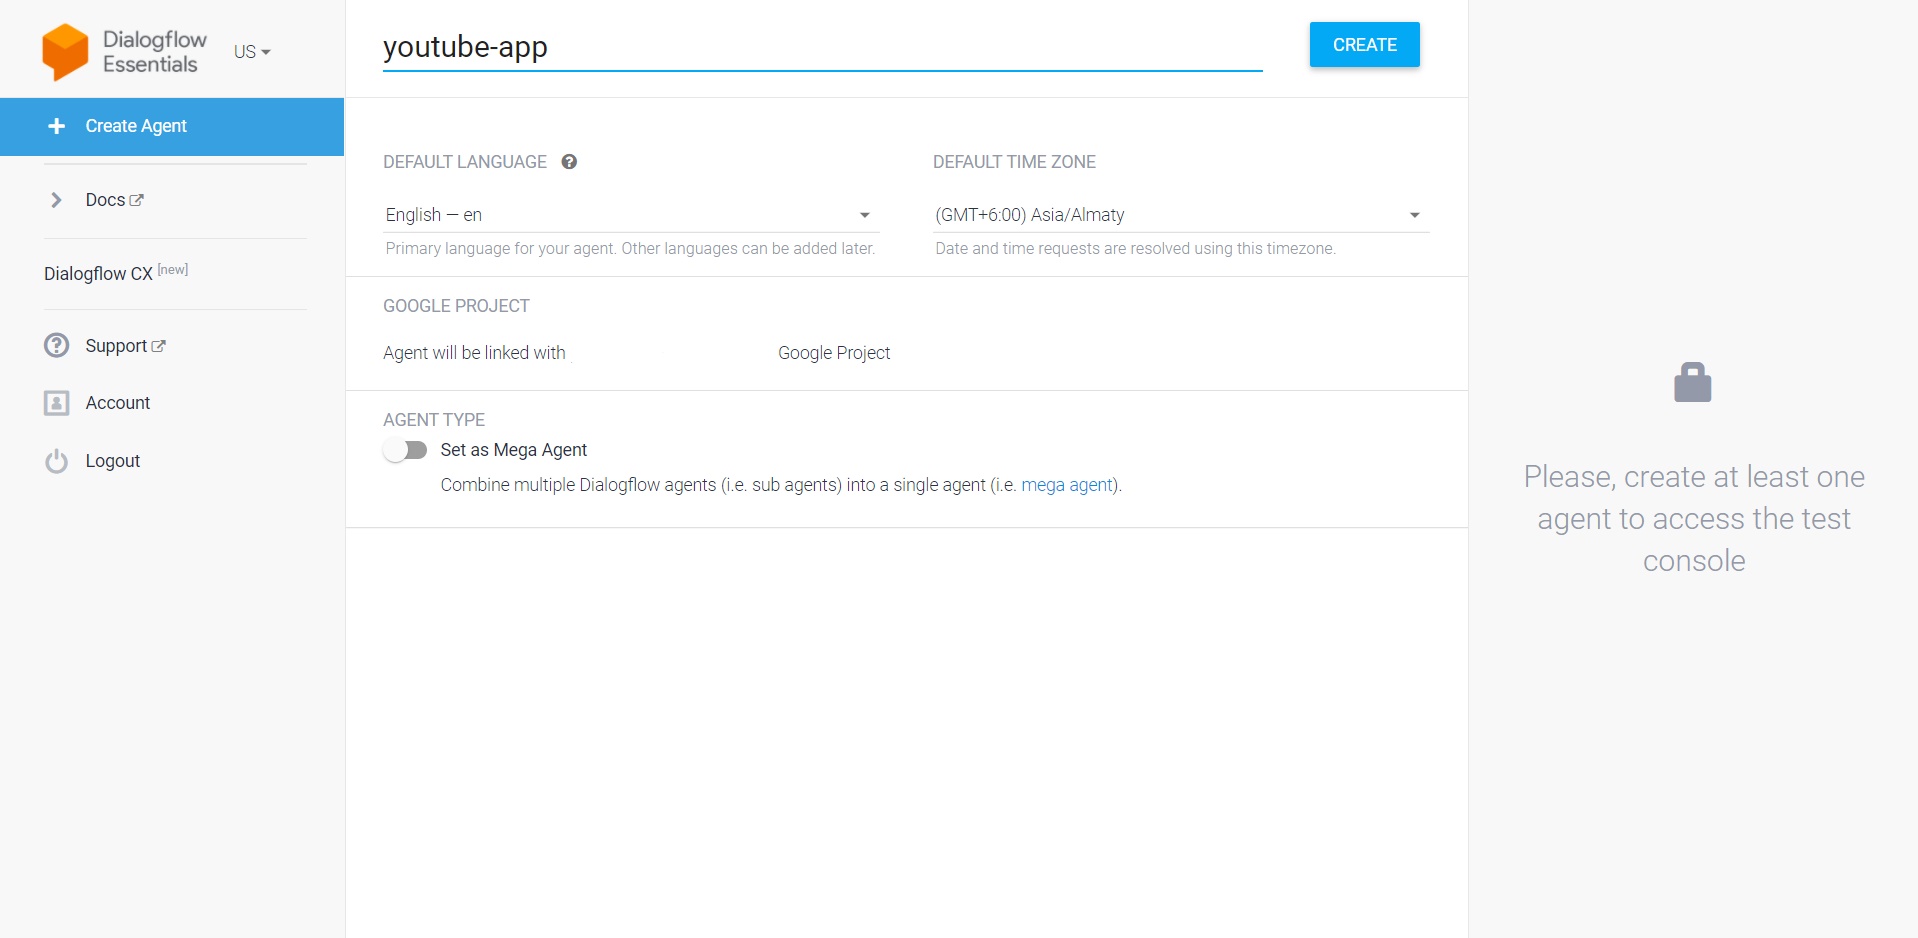 Dialogflow
Essentials
US
youtube-app
CREATE
Create Agent
Docs
Dialogflow CX [new]
Support
Account
Logout
DEFAULT LANGUAGE
English — en
Primary language for your agent. Other languages can be added later.
DEFAULT TIME ZONE
(GMT+6:00) Asia/Almaty
Date and time requests are resolved using this timezone.
GOOGLE PROJECT
Agent will be linked with Google Project
AGENT TYPE
Set as Mega Agent
Combine multiple Dialogflow agents (i.e. sub agents) into a single agent (i.e. mega agent).
Please, create at least one
agent to access the test
console